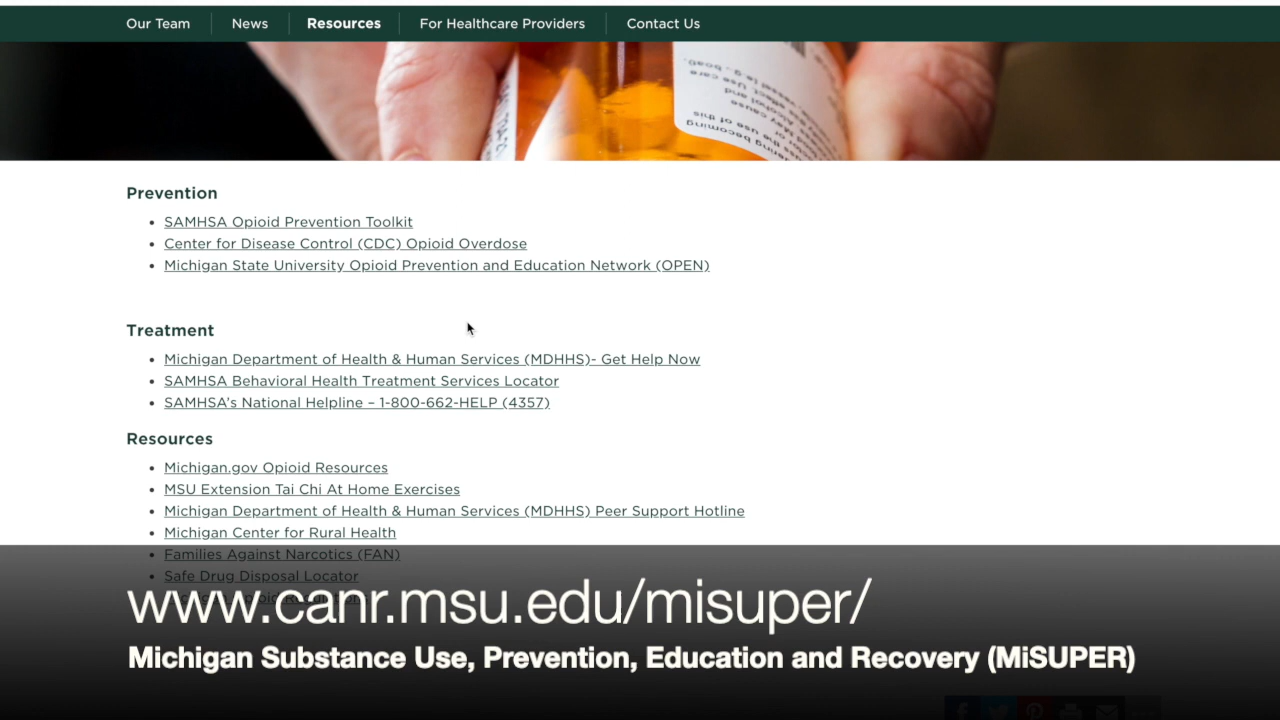 Our Team News Resources For Healthcare Providers Contact Us
Prevention
SAMHSA Opioid Prevention Toolkit
Center for Disease Control (CDC) Opioid Overdose
Michigan State University Opioid Prevention and Education Network (OPEN)
Treatment
Michigan Department of Health & Human Services (MDHHS)- Get Help Now
SAMHSA Behavioral Health Treatment Services Locator
SAMHSA's National Helpline – 1-800-662-HELP (4357)
Resources
Michigan.gov Opioid Resources
MSU Extension Tai Chi At Home Exercises
Michigan Department of Health & Human Services (MDHHS) Peer Support Hotline
Michigan Center for Rural Health
Families Against Narcotics (FAN)
Safe Drug Disposal Locator
www.canr.msu.edu/misuper/
Michigan Substance Use, Prevention, Education and Recovery (MiSUPER)